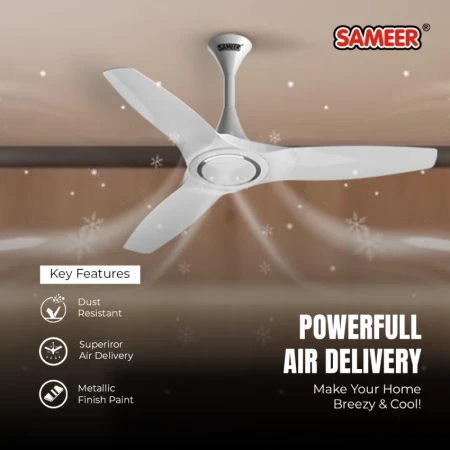 SAMEER®
SAMEER
Key Features
Dust
Resistant
Superiror
Air Delivery
Metallic
Finish Paint
POWERFULL
AIR DELIVERY
Make Your Home
Breezy & Cool!